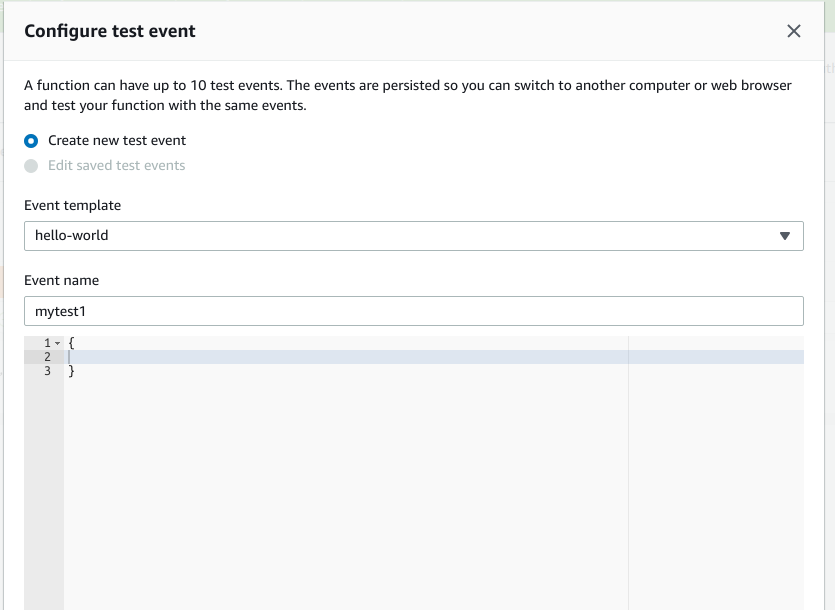 Configure test event
A function can have up to 10 test events. The events are persisted so you can switch to another computer or web browser
and test your function with the same events.
Create new test event
Edit saved test events
Event template
hello-world
Event name
mytest1
1 {
2
3 }